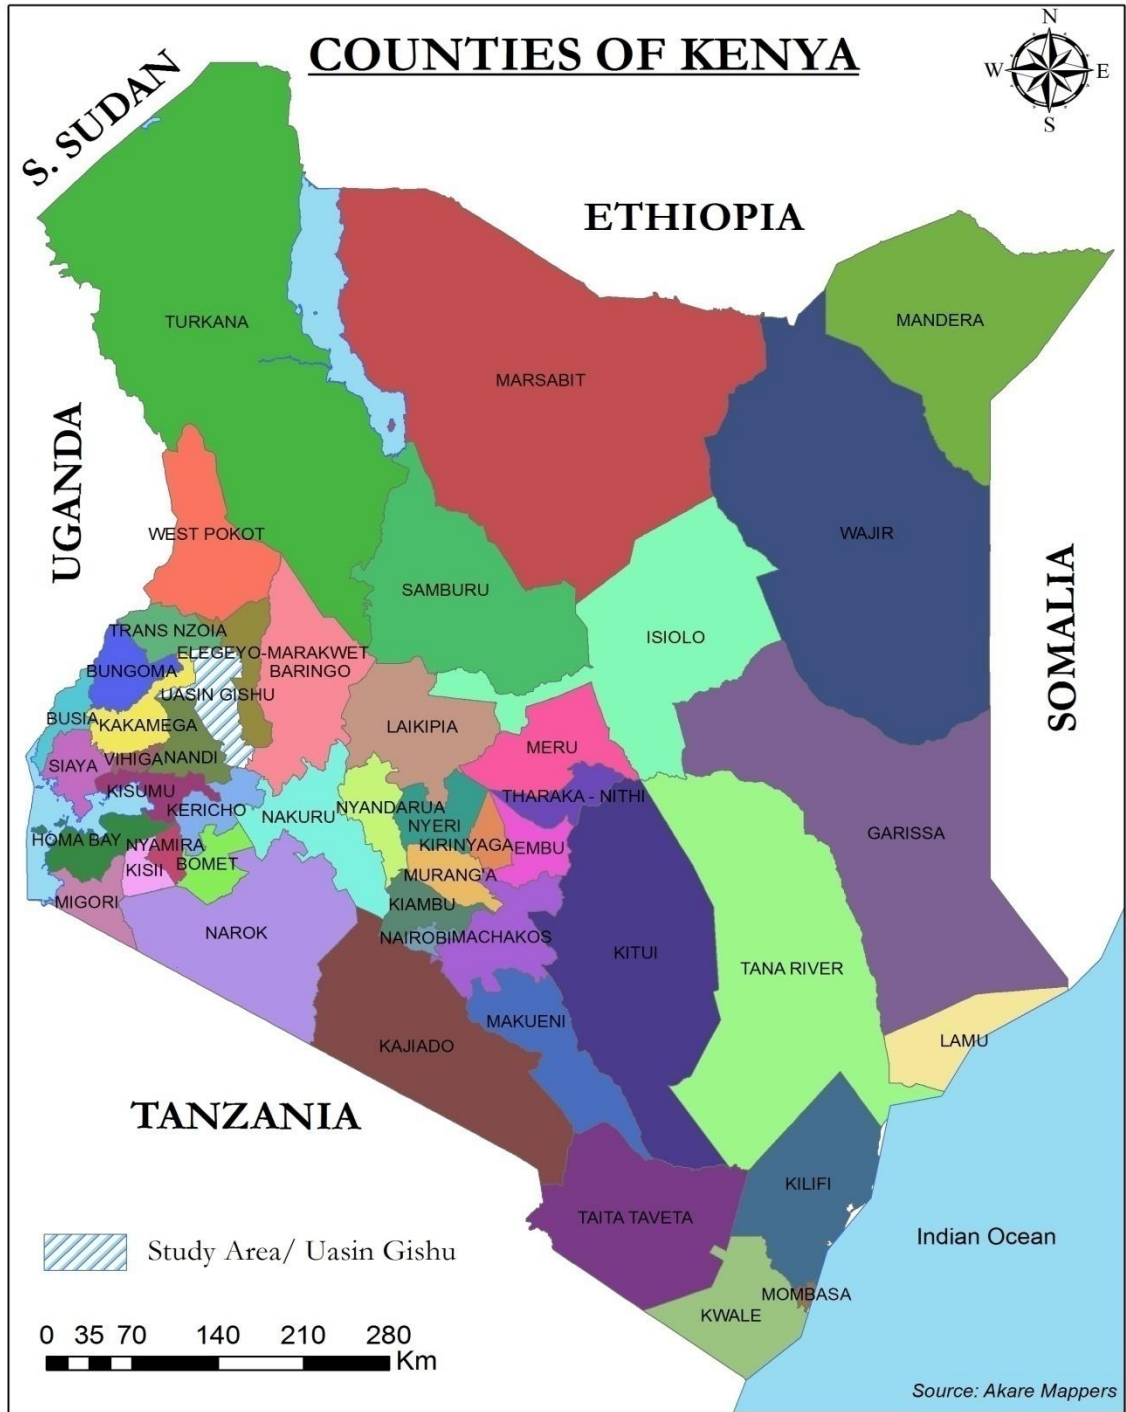 COUNTIES OF KENYA
N
W E
S
S. SUDAN
ETHIOPIA
UGANDA
SOMALIA
TANZANIA
TURKANA
MARSABIT
MANDERA
WAJIR
WEST POKOT
SAMBURU
ISIOLO
TRANS NZOIA
ELEGEYO-MARAKWET
BUNGOMA
BARINGO
UASIN GISHU
BUSIA
KAKAMEGA
LAIKIPIA
MERU
SIAYA
VIHIGA
NANDI
KISUMU
KERICHO
NAKURU
NYANDARUA
THARAKA - NITHI
NYERI
GARISSA
HOMA BAY
NYAMIRA
KIRINYAGA
EMBU
KISII
BOMET
MURANG'A
MIGORI
KIAMBU
NAROK
NAIROBI
MACHAKOS
KITUI
TANA RIVER
MAKUENI
KAJIADO
LAMU
KILIFI
TAITA TAVETA
MOMBASA
KWALE
Indian Ocean
Study Area/ Uasin Gishu
0 35 70 140 210 280
Km
Source: Akare Mappers